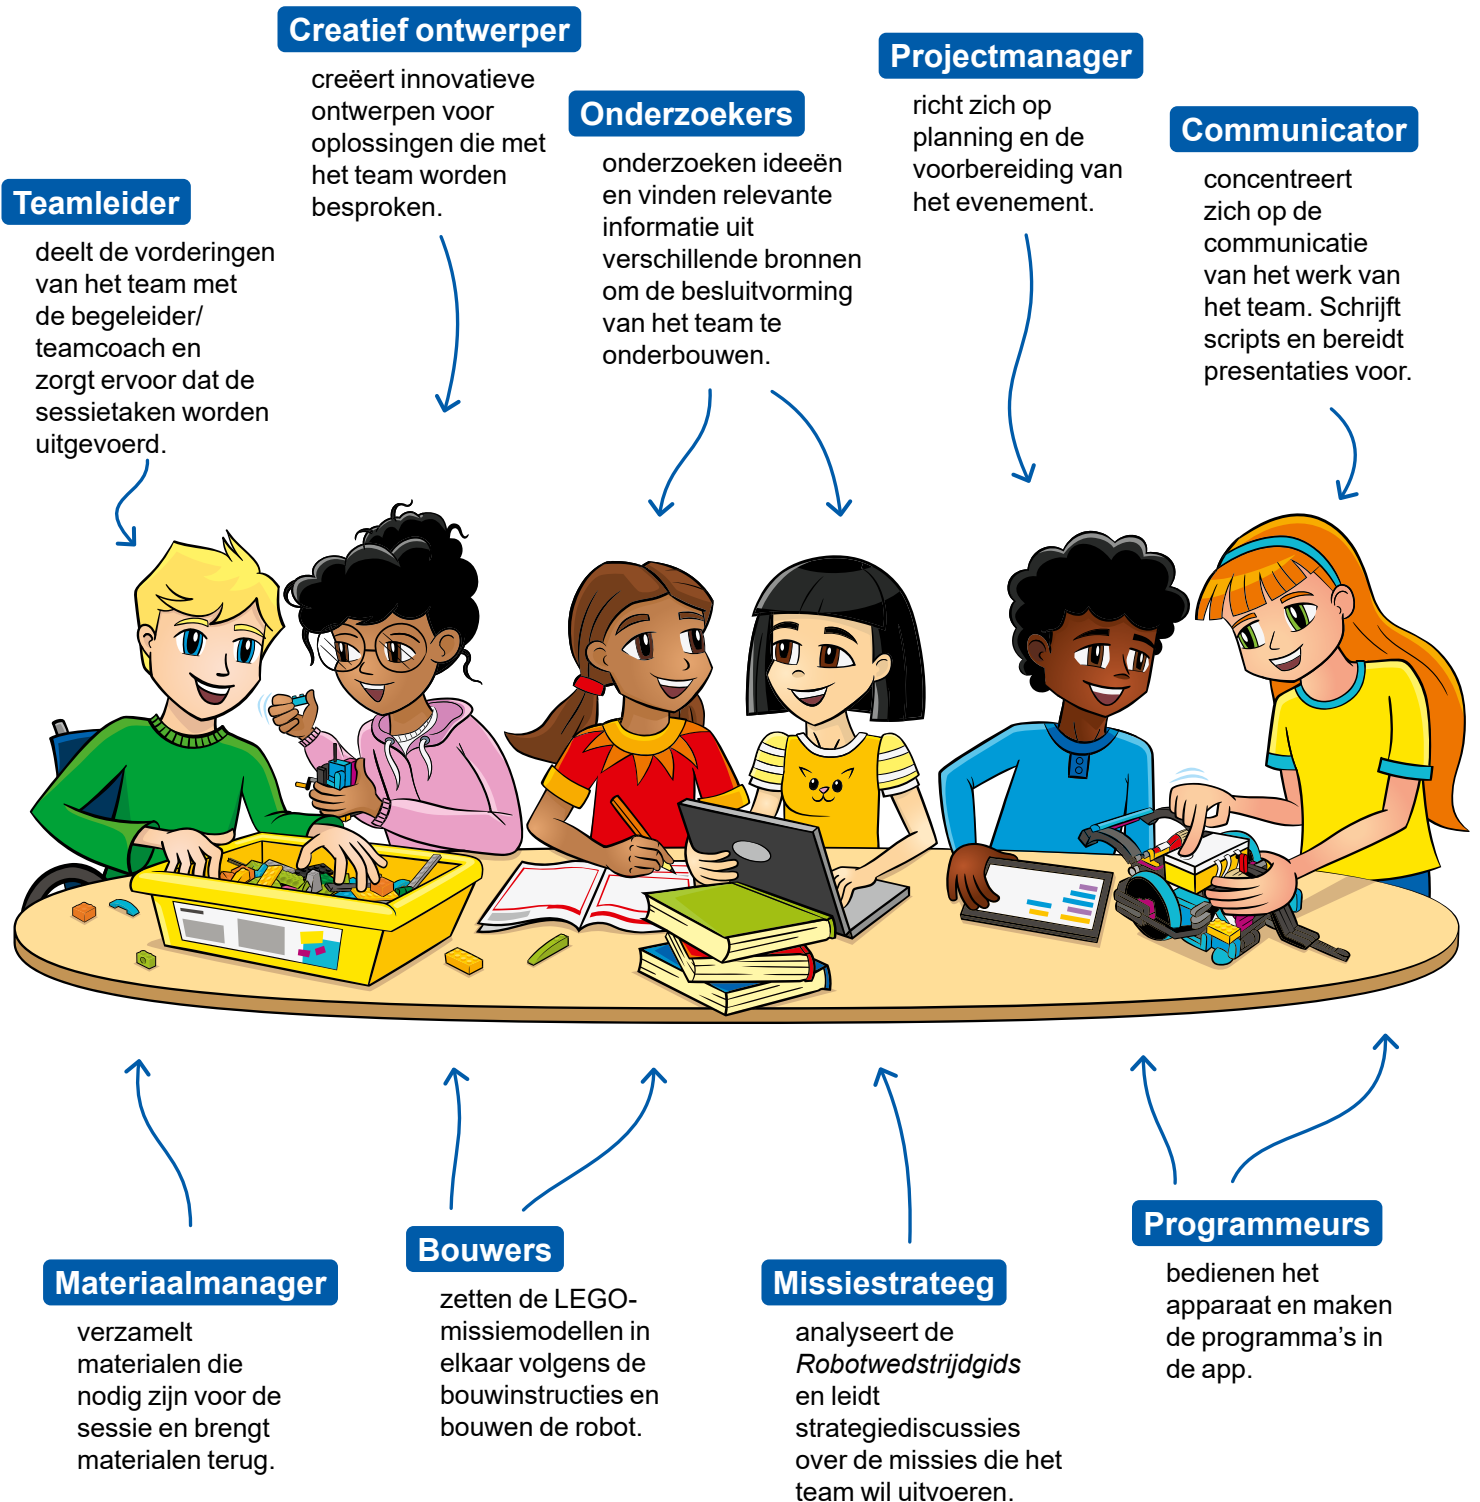 Creatief ontwerper
creëert innovatieve
ontwerpen voor
oplossingen die met
het team worden
besproken.
Projectmanager
richt zich op
planning en de
voorbereiding van
het evenement.
Onderzoekers
onderzoeken ideeën
en vinden relevante
informatie uit
verschillende bronnen
om de besluitvorming
van het team te
onderbouwen.
Communicator
concentreert
zich op de
communicatie
van het werk van
het team. Schrijft
scripts en bereidt
presentaties voor.
Teamleider
deelt de vorderingen
van het team met
de begeleider/
teamcoach en
zorgt ervoor dat de
sessietaken worden
uitgevoerd.
Materiaalmanager
verzamelt
materialen die
nodig zijn voor de
sessie en brengt
materialen terug.
Bouwers
zetten de LEGO-
missiemodellen in
elkaar volgens de
bouwinstructies en
bouwen de robot.
Missiestrateeg
analyseert de
Robotwedstrijdgids
en leidt
strategiediscussies
over de missies die het
team wil uitvoeren.
Programmeurs
bedienen het
apparaat en maken
de programma's in
de app.